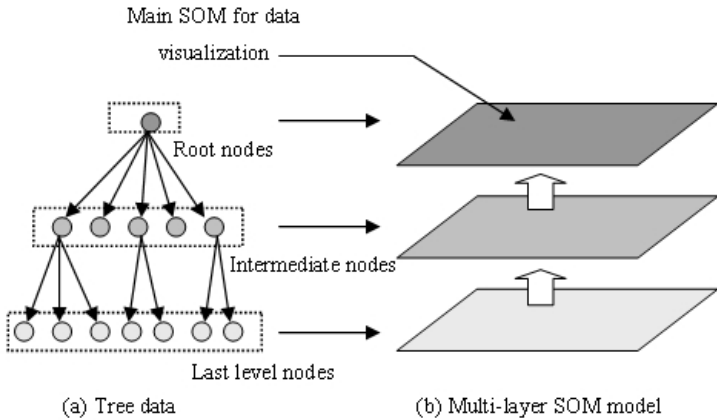 Main SOM for data
visualization
Root nodes
Intermediate nodes
Last level nodes
(a) Tree data
(b) Multi-layer SOM model